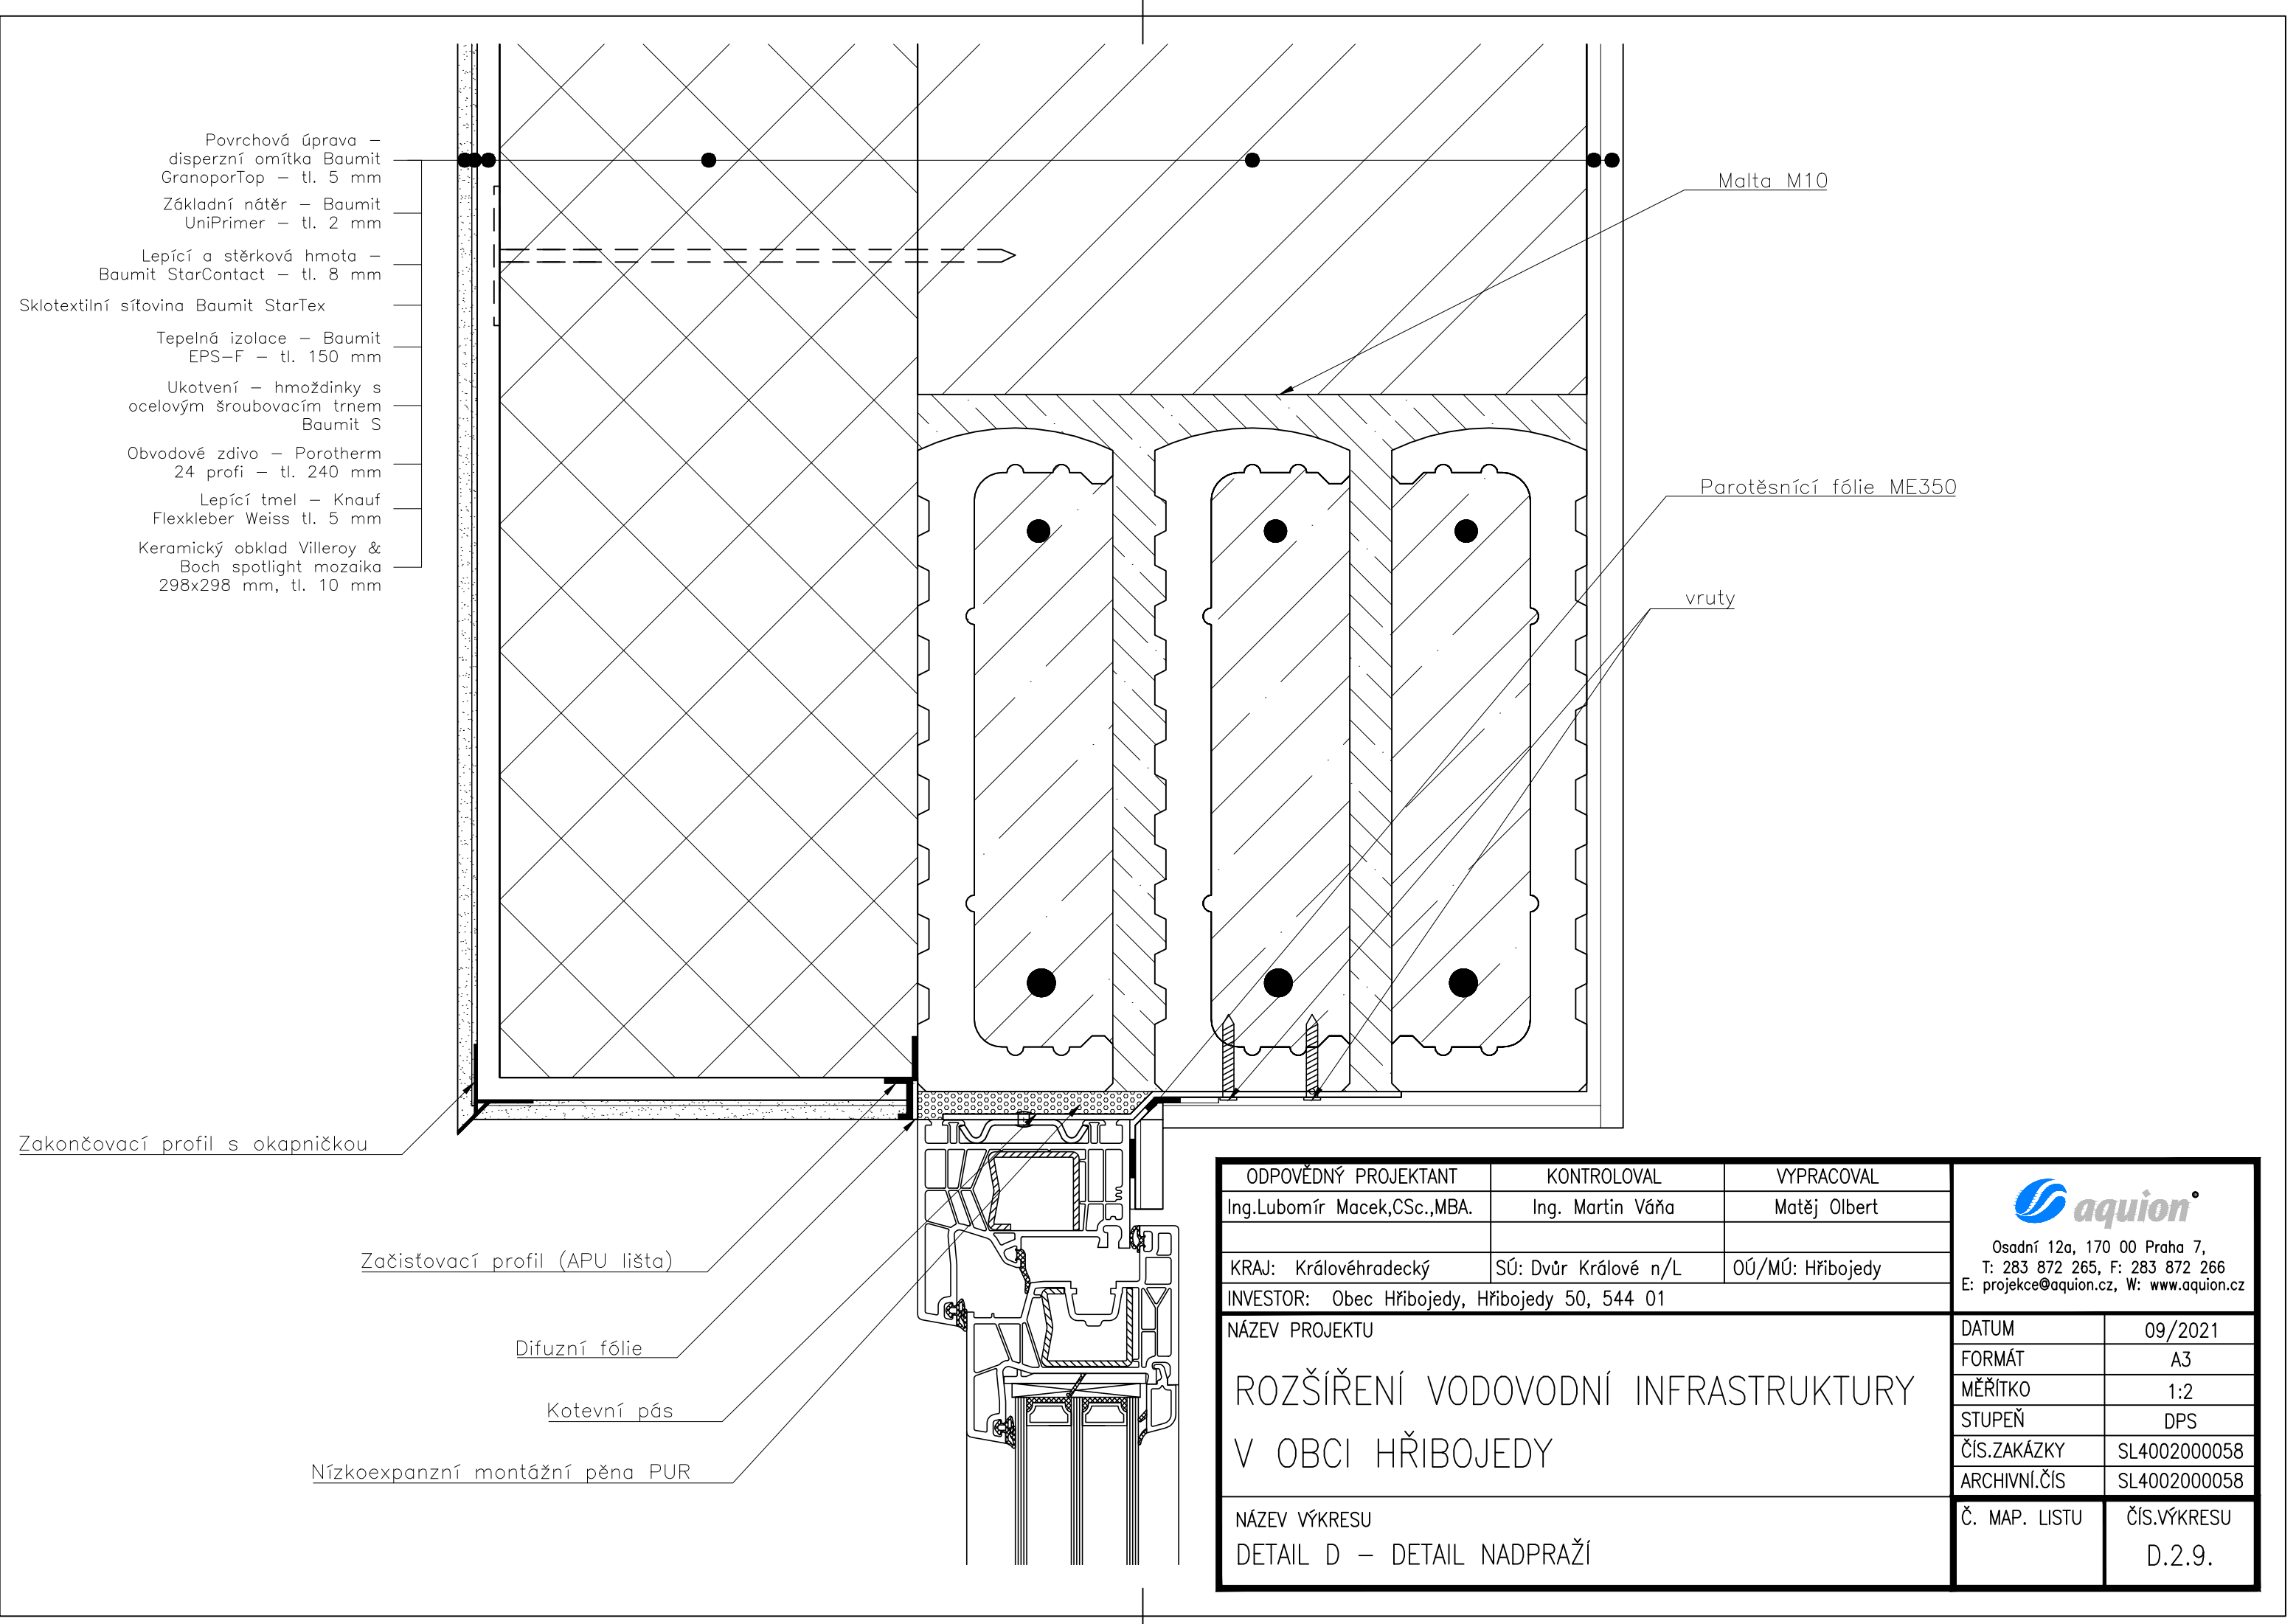 Povrchová úprava –
disperzní omítka Baumit
GranoporTop – tl. 5 mm
Základní nátěr – Baumit
UniPrimer – tl. 2 mm
Lepící a stěrková hmota –
Baumit StarContact – tl. 8 mm
Sklotextilní síťovina Baumit StarTex
Tepelná izolace – Baumit
EPS–F – tl. 150 mm
Ukotvení – hmoždinky s
ocelovým šroubovacím trnem
Baumit S
Obvodové zdivo – Porotherm
24 profi – tl. 240 mm
Lepící tmel – Knauf
Flexkleber Weiss tl. 5 mm
Keramický obklad Villeroy &
Boch spotlight mozaika
298x298 mm, tl. 10 mm
Malta M10
Parotěsnící fólie ME350
vruty
Zakončovací profil s okapničkou
Začisťovací profil (APU lišta)
Difuzní fólie
Kotevní pás
Nízkoexpanzní montážní pěna PUR
ODPOVĚDNÝ PROJEKTANT KONTROLOVAL VYPRACOVAL
Ing.Lubomír Macek,CSc.,MBA. Ing. Martin Váňa Matěj Olbert
KRAJ: Královéhradecký SÚ: Dvůr Králové n/L OÚ/MÚ: Hřibojedy
INVESTOR: Obec Hřibojedy, Hřibojedy 50, 544 01
aquion
Osadní 12a, 170 00 Praha 7,
T: 283 872 265, F: 283 872 266
E: projekce@aquion.cz, W: www.aquion.cz
NÁZEV PROJEKTU
ROZŠÍŘENÍ VODOVODNÍ INFRASTRUKTURY
V OBCI HŘIBOJEDY
DATUM 09/2021
FORMÁT A3
MĚŘÍTKO 1:2
STUPEŇ DPS
ČÍS.ZAKÁZKY SL4002000058
ARCHIVNÍ.ČÍS SL4002000058
NÁZEV VÝKRESU
DETAIL D – DETAIL NADPRAŽÍ
Č. MAP. LISTU ČÍS.VÝKRESU
D.2.9.